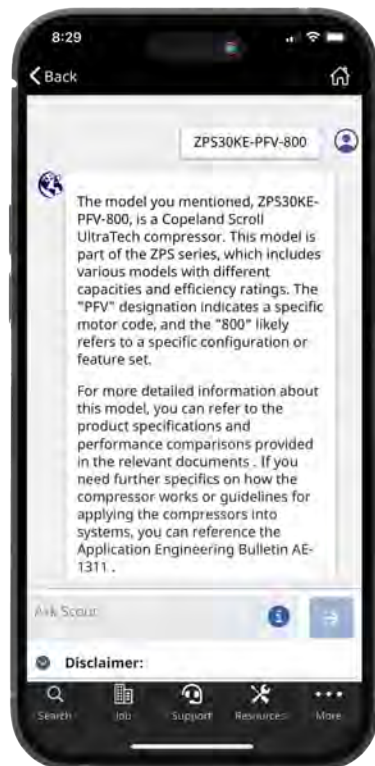 8:29
Back
ZPS30KE-PFV-800
The model you mentioned, ZPS30KE-
PFV-800, is a Copeland Scroll
UltraTech compressor. This model is
part of the ZPS series, which includes
various models with different
capacities and efficiency ratings. The
"PFV" designation indicates a specific
motor code, and the "800" likely
refers to a specific configuration or
feature set.
For more detailed information about
this model, you can refer to the
product specifications and
performance comparisons provided
in the relevant documents . If you
need further specifics on how the
compressor works or guidelines for
applying the compressors into
systems, you can reference the
Application Engineering Bulletin AE-
1311 .
Ask Scout
Disclaimer:
Search Job Support Resources More